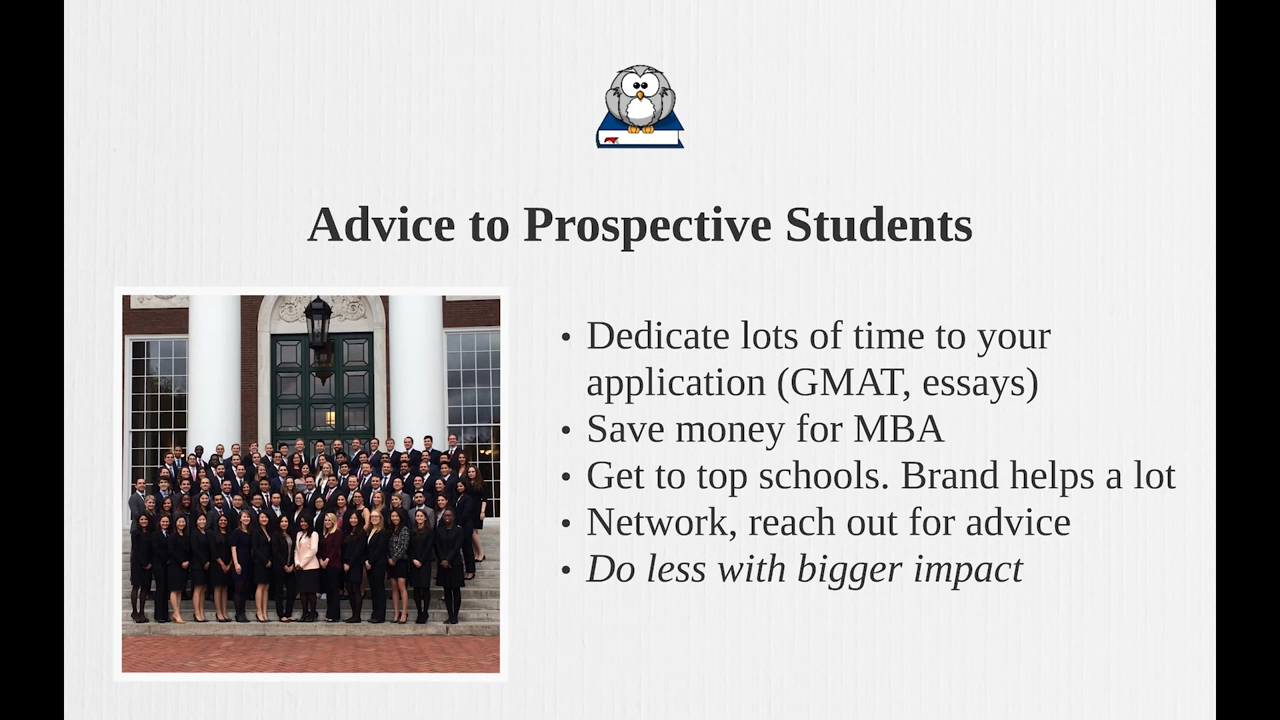 Advice to Prospective Students
• Dedicate lots of time to your
application (GMAT, essays)
• Save money for MBA
• Get to top schools. Brand helps a lot
• Network, reach out for advice
• Do less with bigger impact